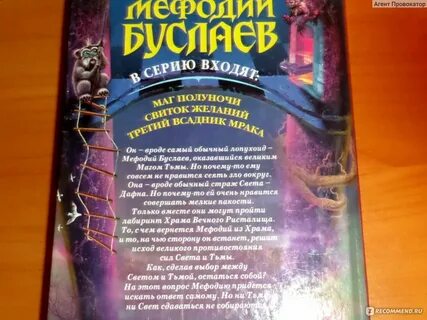 Агент Провокатор
МЕФОДИЙ
БУСЛАЕВ
В СЕРИЮ ВХОДЯТ:
МАГ ПОЛУНОЧИ
СВИТОК ЖЕЛАНИЙ
ТРЕТИЙ ВСАДНИК МРАКА
Он – вроде самый обычный лопухоид –
Мефодий Буслаев, оказавшийся великим
Магом Тьмы. Но почему-то ему
совсем не нравится сеять зло вокруг.
Она – вроде обычный страж Света –
Дафна. Но почему-то ей очень нравится
совершать мелкие пакости.
Только вместе они могут пройти
лабиринт Храма Вечного Ристалища.
То, с чем вернется Мефодий из Храма,
и то, на чью сторону он встанет, решит
исход великого противостояния
сил Света и Тьмы.
Как, сделав выбор между
Светом и Тьмой, остаться собой?
На этот вопрос Мефодию придется
искать ответ самому. Но ни Тьма,
ни Свет сдаваться не собираются.
RECOMMEND.RU